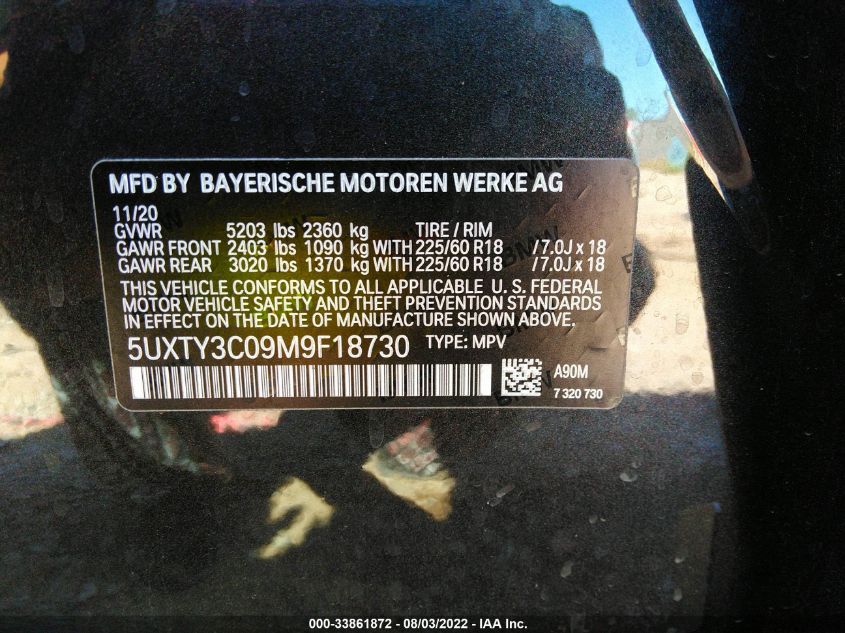 MFD BY BAYERISCHE MOTOREN WERKE AG
11/20
GVWR 5203 lbs 2360 kg TIRE / RIM
GAWR FRONT 2403 lbs 1090 kg WITH 225/60 R18 / 7.0J x 18
GAWR REAR 3020 lbs 1370 kg WITH 225/60 R18 / 7.0J x 18
THIS VEHICLE CONFORMS TO ALL APPLICABLE U. S. FEDERAL
MOTOR VEHICLE SAFETY AND THEFT PREVENTION STANDARDS
IN EFFECT ON THE DATE OF MANUFACTURE SHOWN ABOVE.
5UXTY3C09M9F18730 TYPE: MPV
A90M
7 320 730
000-33861872 - 08/03/2022 - IAA Inc.